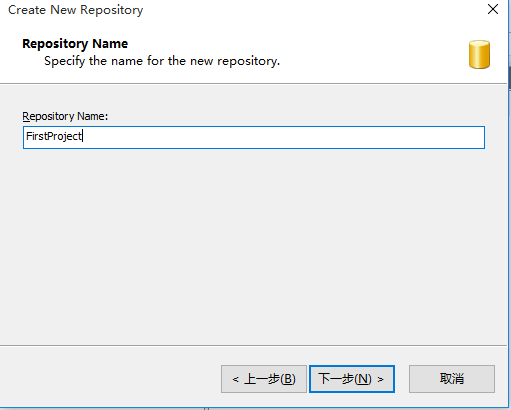 Create New Repository
Repository Name
Specify the name for the new repository.
Repository Name:
FirstProject
< 上一步(B)
下一步(N) >
取消